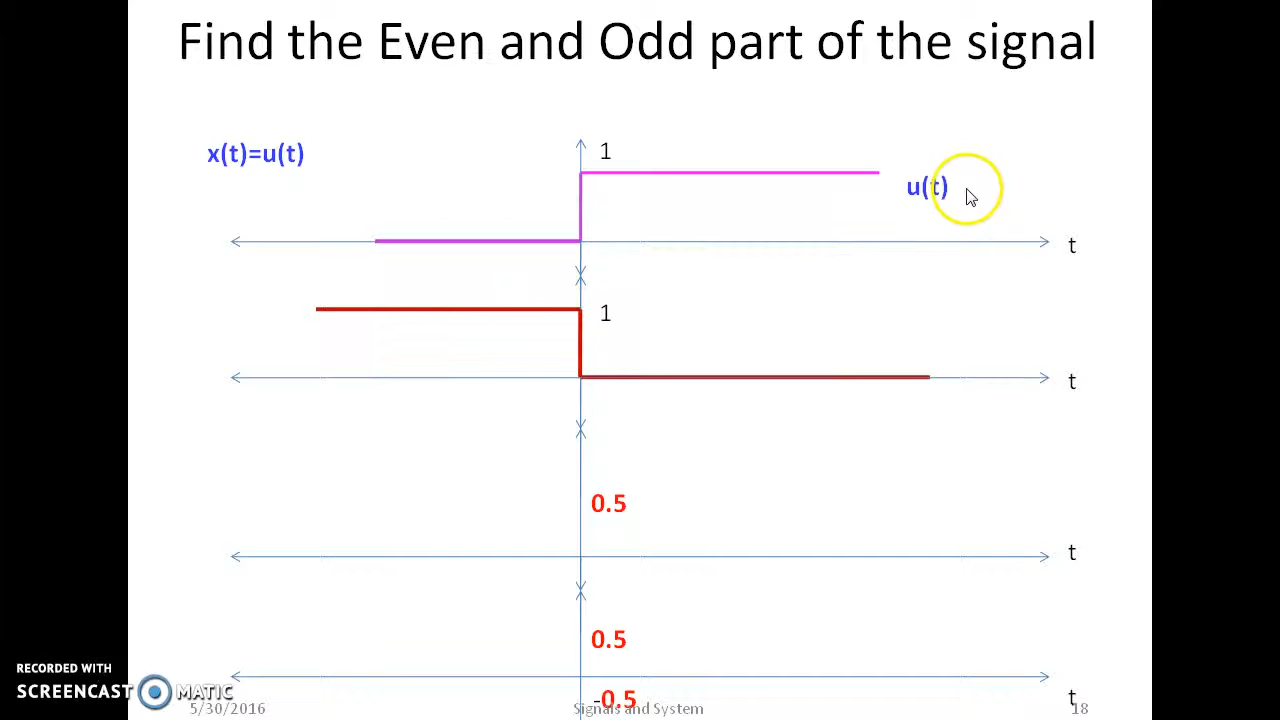 Find the Even and Odd part of the signal
x(t)=u(t)
1
u(t)
t
1
t
0.5
t
0.5
-0.5
t
RECORDED WITH
SCREENCAST MATIC
5/30/2016
Signals and System
18